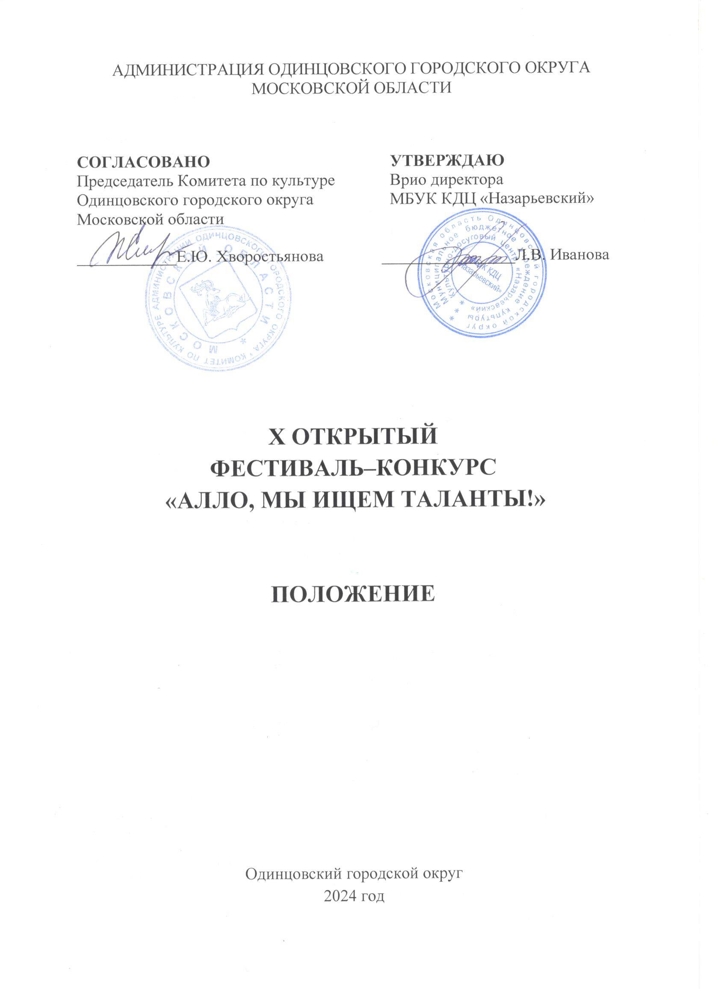 АДМИНИСТРАЦИЯ ОДИНЦОВСКОГО ГОРОДСКОГО ОКРУГА
МОСКОВСКОЙ ОБЛАСТИ
СОГЛАСОВАНО
Председатель Комитета по культуре
Одинцовского городского округа
Московской области
Е.Ю. Хворостьянова
КОМИТЕТ ПО КУЛЬТУРЕ АДМИНИСТРАЦИИ ОДИНЦОВСКОГО ГОРОДСКОГО ОКРУГА *
МОСКОВСКОЙ ОБЛАСТИ *
УТВЕРЖДАЮ
Врио директора
МБУК КДЦ «Назарьевский»
Л.В. Иванова
* Московская область Одинцовский городской округ
* Муниципальное бюджетное учреждение культуры
* Культурно-досуговый центр «Назарьевский»
МБУК КДЦ
«Назарьевский»
X ОТКРЫТЫЙ
ФЕСТИВАЛЬ–КОНКУРС
«АЛЛО, МЫ ИЩЕМ ТАЛАНТЫ!»
ПОЛОЖЕНИЕ
Одинцовский городской округ
2024 год